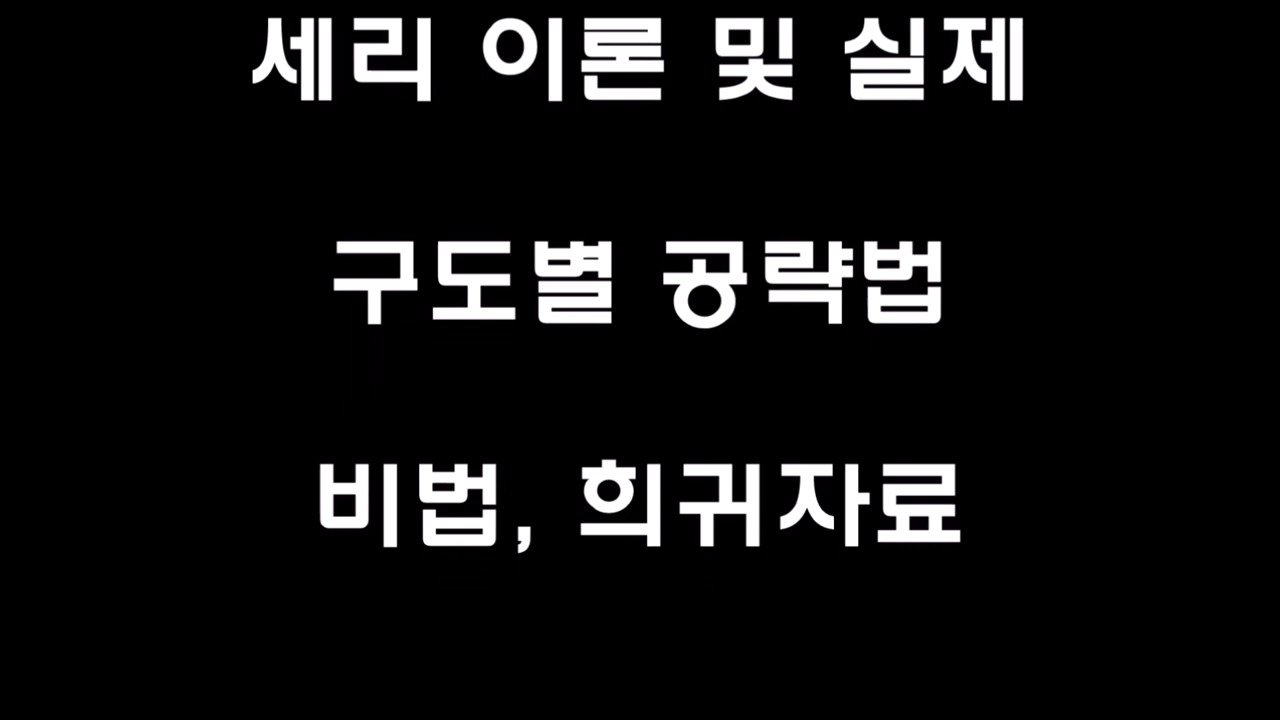 세리 이론 및 실제
구도별 공략법
비법, 희귀자료